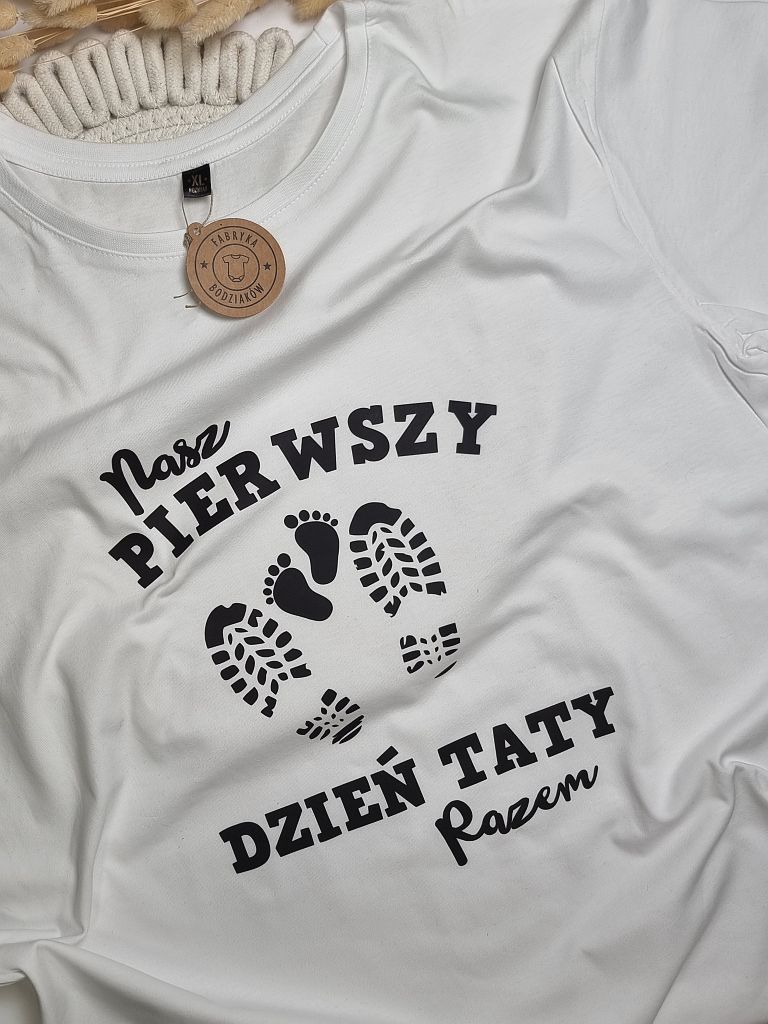 XL
FABRYKA
BODZIAKÓW
Nasz
PIERWSZY
DZIEŃ TATY
Razem